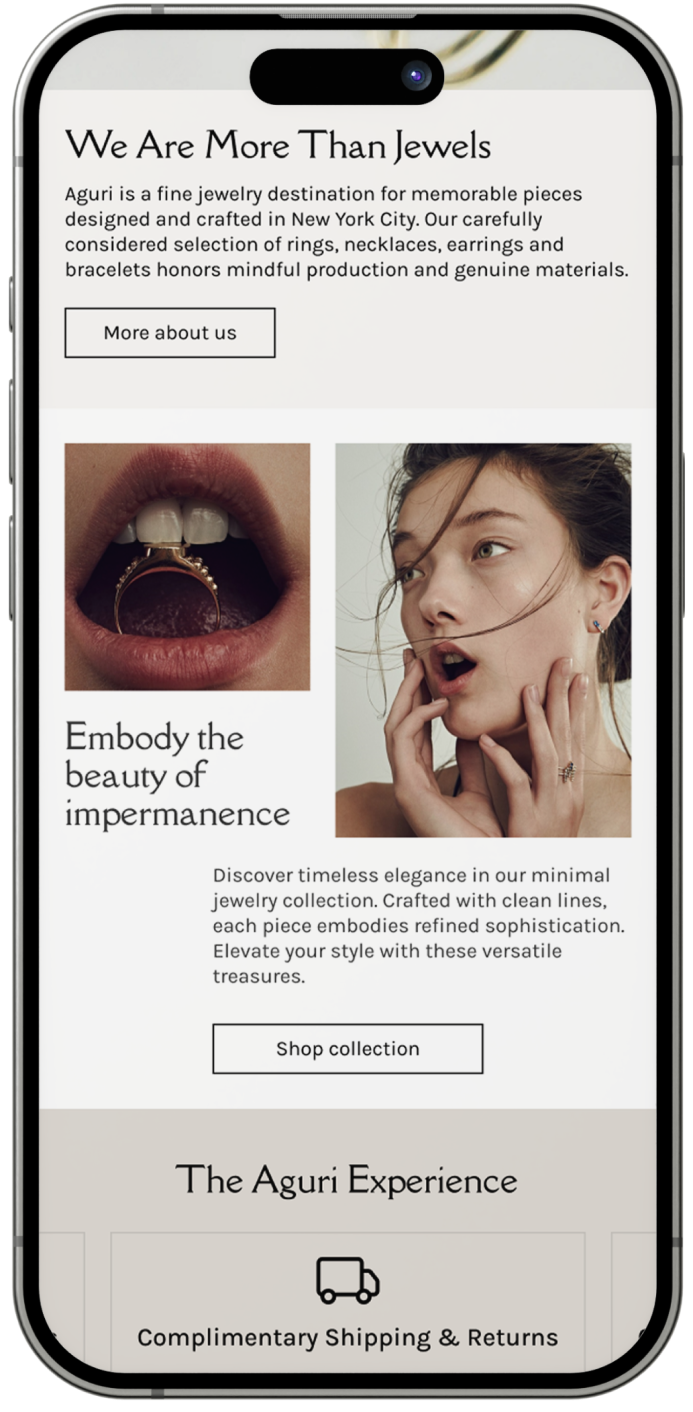 We Are More Than Jewels
Aguri is a fine jewelry destination for memorable pieces
designed and crafted in New York City. Our carefully
considered selection of rings, necklaces, earrings and
bracelets honors mindful production and genuine materials.
More about us
Embody the
beauty of
impermanence
Discover timeless elegance in our minimal
jewelry collection. Crafted with clean lines,
each piece embodies refined sophistication.
Elevate your style with these versatile
treasures.
Shop collection
The Aguri Experience
Complimentary Shipping & Returns